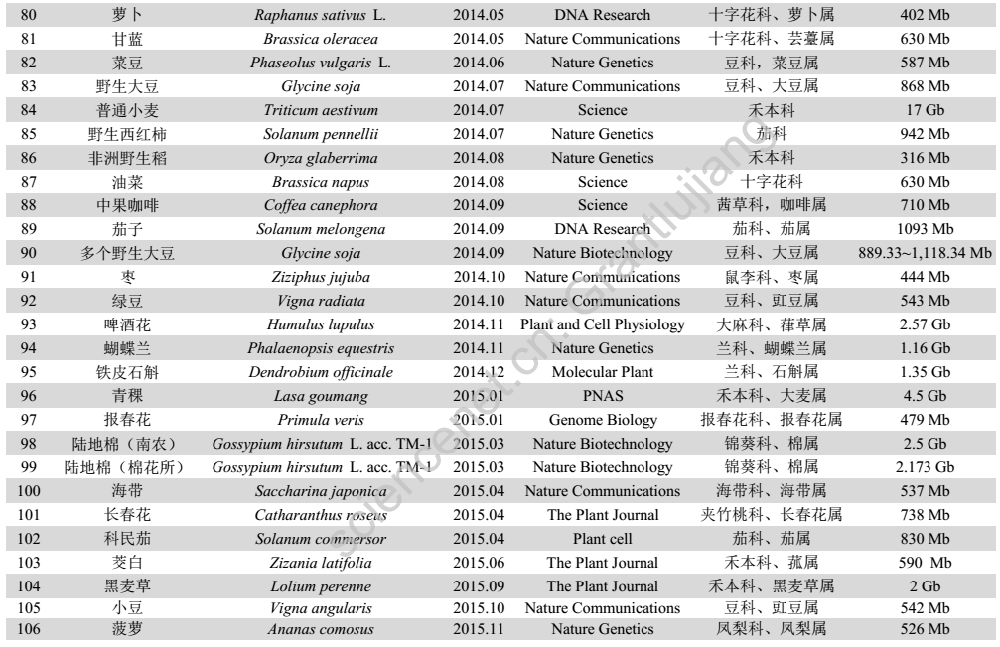 80 萝卜 Raphanus sativus L. 2014.05 DNA Research 十字花科、萝卜属 402 Mb
81 甘蓝 Brassica oleracea 2014.05 Nature Communications 十字花科、芸薹属 630 Mb
82 菜豆 Phaseolus vulgaris L. 2014.06 Nature Genetics 豆科，菜豆属 587 Mb
83 野生大豆 Glycine soja 2014.07 Nature Communications 豆科、大豆属 868 Mb
84 普通小麦 Triticum aestivum 2014.07 Science 禾本科 17 Gb
85 野生西红柿 Solanum pennellii 2014.07 Nature Genetics 茄科 942 Mb
86 非洲野生稻 Oryza glaberrima 2014.08 Nature Genetics 禾本科 316 Mb
87 油菜 Brassica napus 2014.08 Science 十字花科 630 Mb
88 中果咖啡 Coffea canephora 2014.09 Science 茜草科，咖啡属 710 Mb
89 茄子 Solanum melongena 2014.09 DNA Research 茄科、茄属 1093 Mb
90 多个野生大豆 Glycine soja 2014.09 Nature Biotechnology 豆科、大豆属 889.33~1,118.34 Mb
91 枣 Ziziphus jujuba 2014.10 Nature Communications 鼠李科、枣属 444 Mb
92 绿豆 Vigna radiata 2014.10 Nature Communications 豆科、豇豆属 543 Mb
93 啤酒花 Humulus lupulus 2014.11 Plant and Cell Physiology 大麻科、葎草属 2.57 Gb
94 蝴蝶兰 Phalaenopsis equestris 2014.11 Nature Genetics 兰科、蝴蝶兰属 1.16 Gb
95 铁皮石斛 Dendrobium officinale 2014.12 Molecular Plant 兰科、石斛属 1.35 Gb
96 青稞 Lasa goumang 2015.01 PNAS 禾本科、大麦属 4.5 Gb
97 报春花 Primula veris 2015.01 Genome Biology 报春花科、报春花属 479 Mb
98 陆地棉（南农） Gossypium hirsutum L. acc. TM-1 2015.03 Nature Biotechnology 锦葵科、棉属 2.5 Gb
99 陆地棉（棉花所） Gossypium hirsutum L. acc. TM-1 2015.03 Nature Biotechnology 锦葵科、棉属 2.173 Gb
100 海带 Saccharina japonica 2015.04 Nature Communications 海带科、海带属 537 Mb
101 长春花 Catharanthus roseus 2015.04 The Plant Journal 夹竹桃科、长春花属 738 Mb
102 科民茄 Solanum commersor 2015.04 Plant cell 茄科、茄属 830 Mb
103 茭白 Zizania latifolia 2015.06 The Plant Journal 禾本科、菰属 590 Mb
104 黑麦草 Lolium perenne 2015.09 The Plant Journal 禾本科、黑麦草属 2 Gb
105 小豆 Vigna angularis 2015.10 Nature Communications 豆科、豇豆属 542 Mb
106 菠萝 Ananas comosus 2015.11 Nature Genetics 凤梨科、凤梨属 526 Mb
sciencenet.cn: Grantlujiang